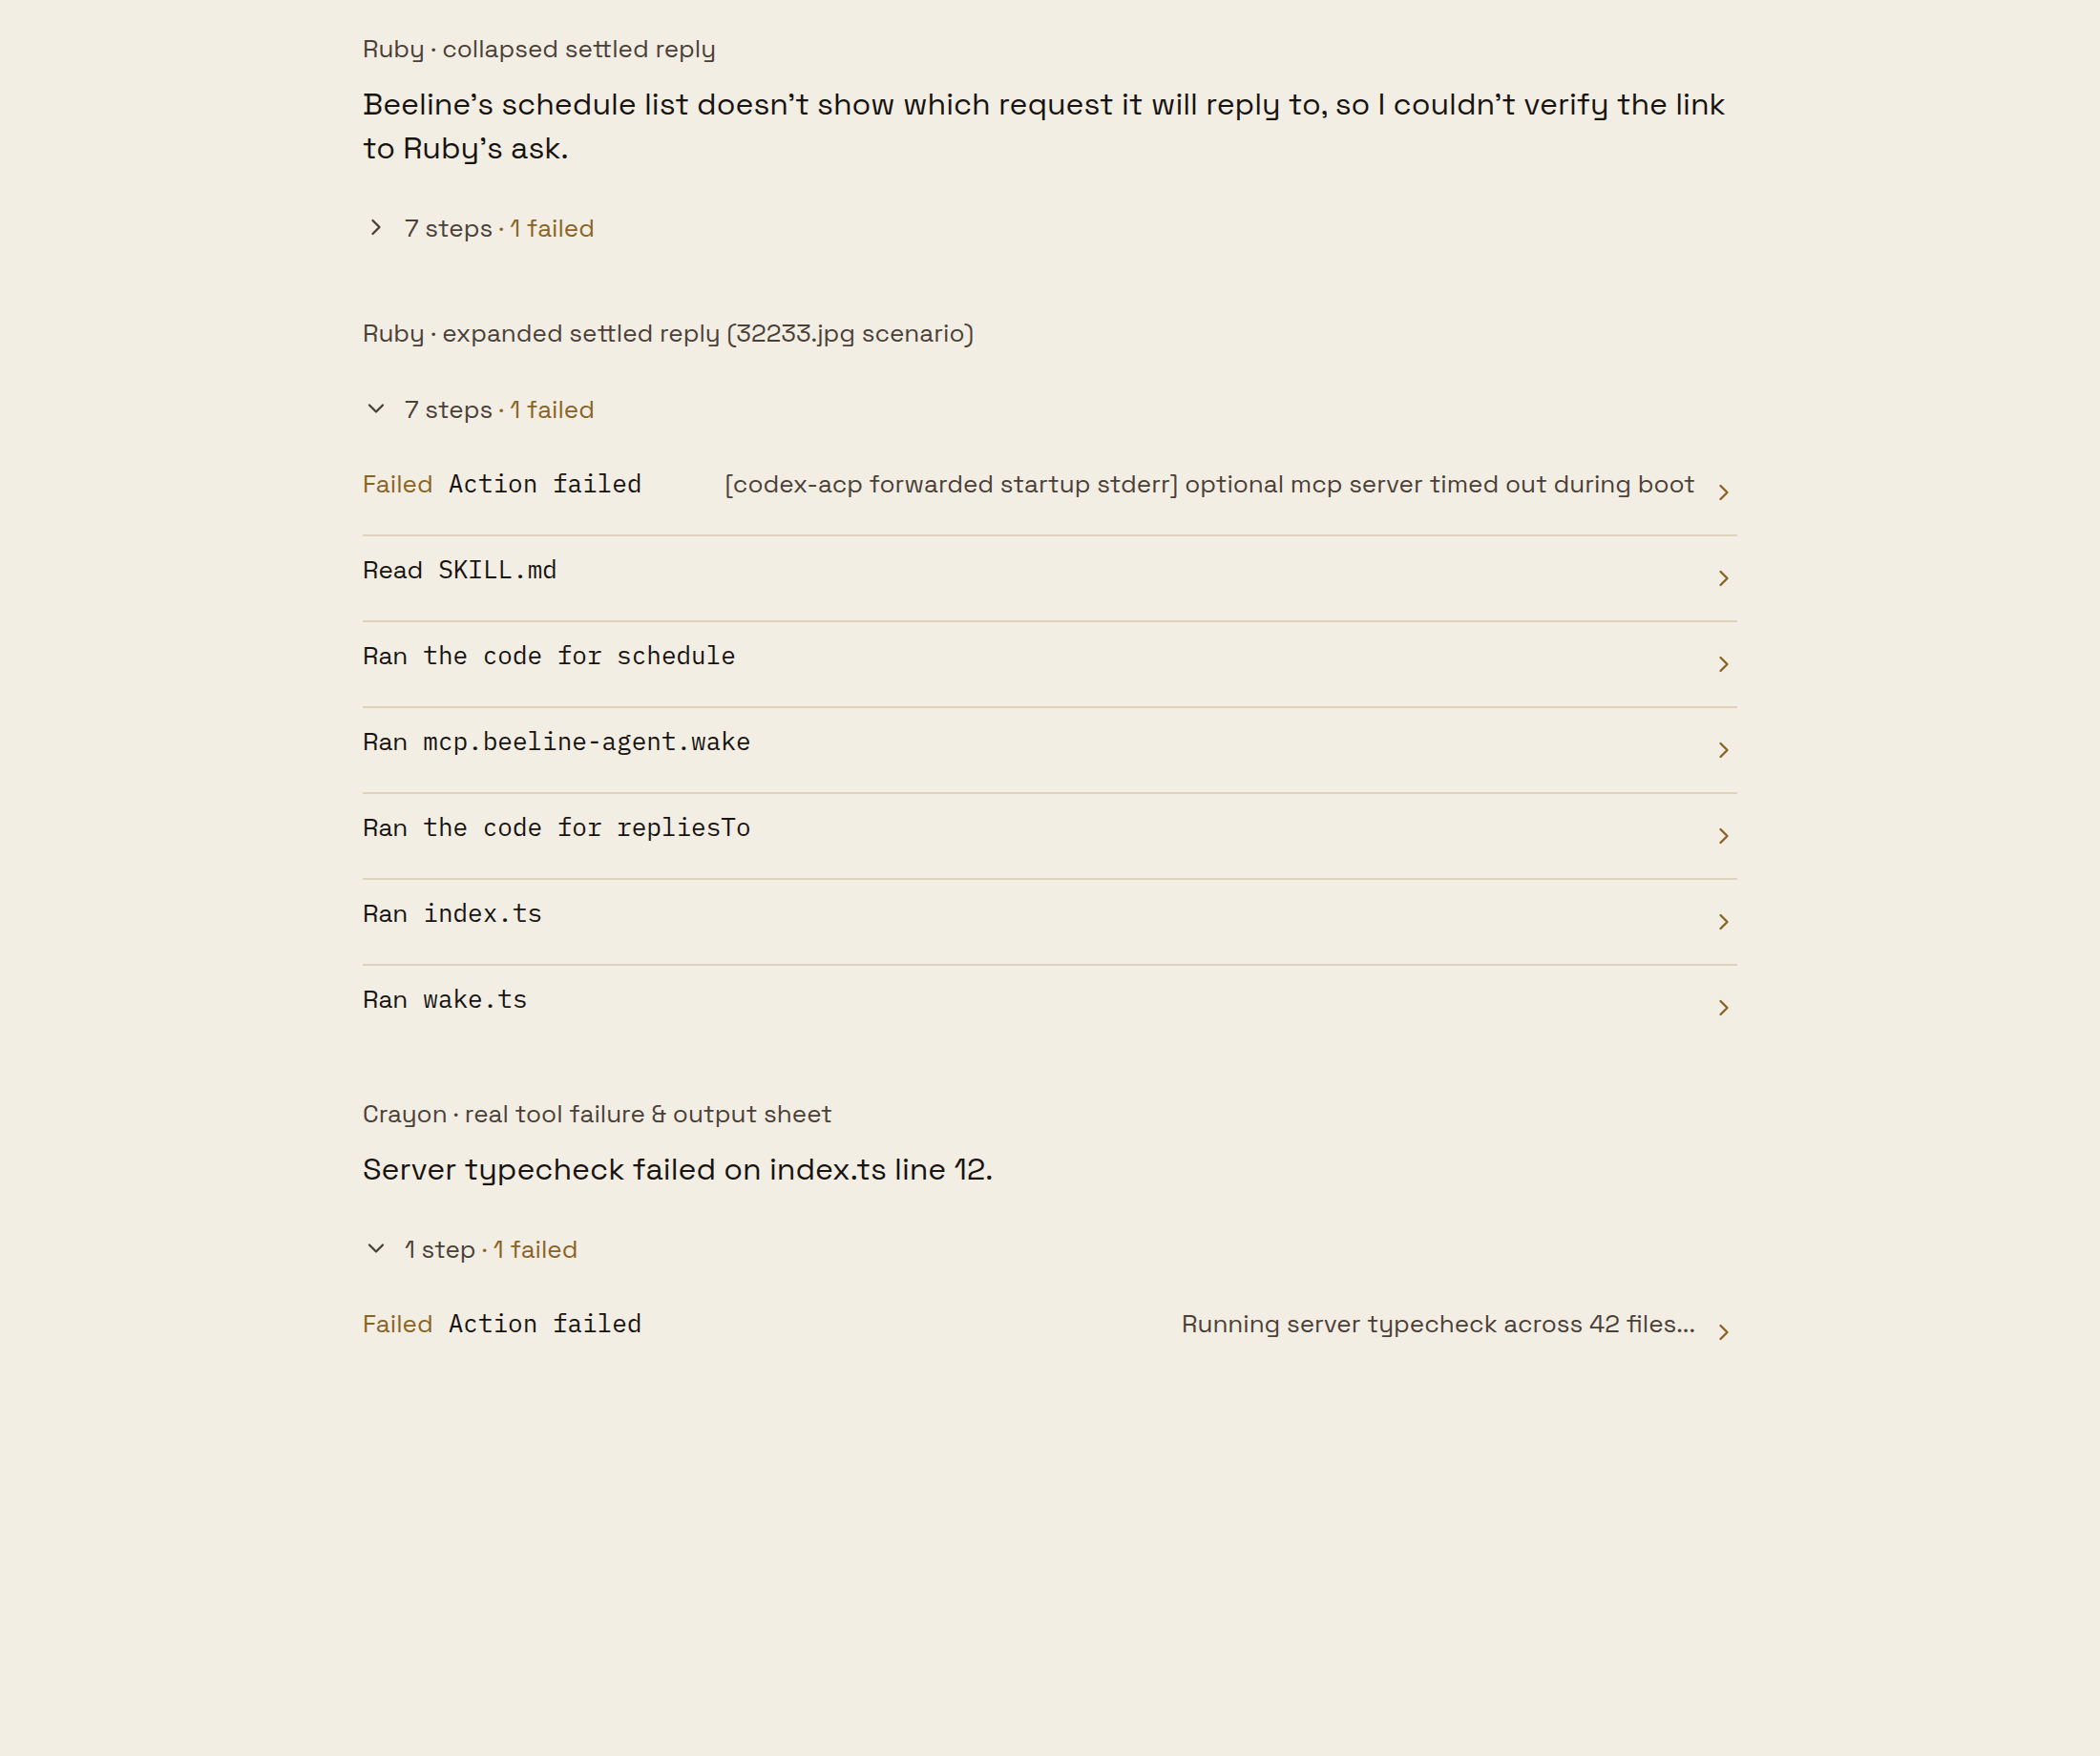 Ruby · collapsed settled reply
Beeline’s schedule list doesn’t show which request it will reply to, so I couldn’t verify the link
to Ruby’s ask.
7 steps · 1 failed
Ruby · expanded settled reply (32233.jpg scenario)
7 steps · 1 failed
Failed Action failed [codex-acp forwarded startup stderr] optional mcp server timed out during boot
Read SKILL.md
Ran the code for schedule
Ran mcp.beeline-agent.wake
Ran the code for repliesTo
Ran index.ts
Ran wake.ts
Crayon · real tool failure & output sheet
Server typecheck failed on index.ts line 12.
1 step · 1 failed
Failed Action failed Running server typecheck across 42 files...